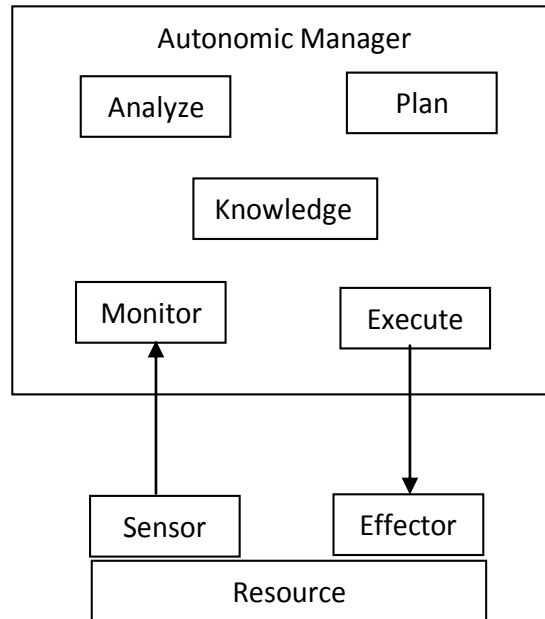 Autonomic Manager
Analyze
Plan
Knowledge
Monitor
Execute
Sensor
Effector
Resource